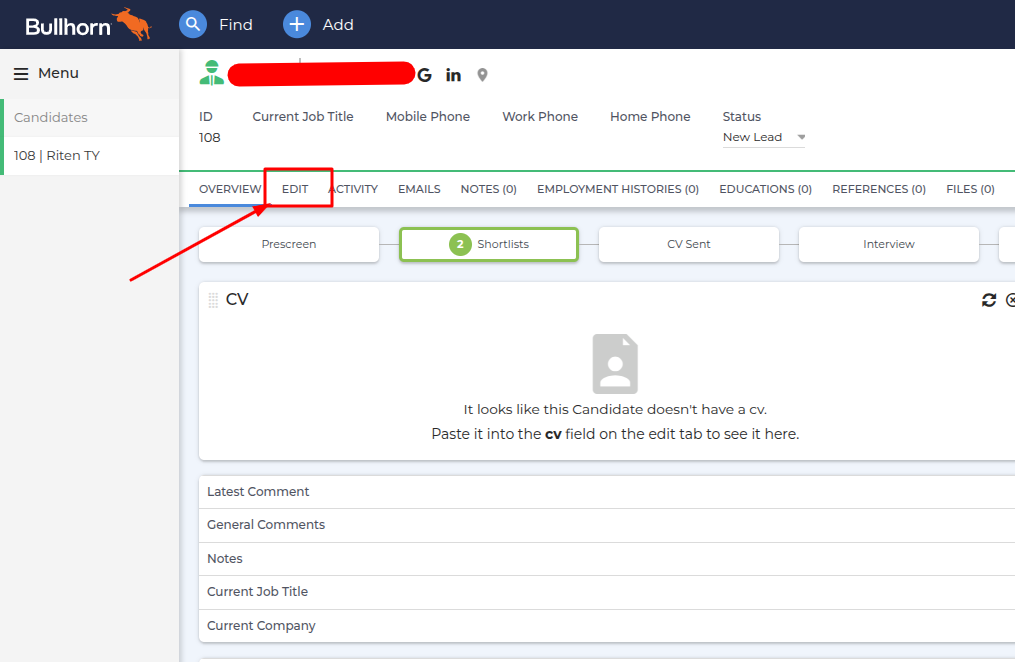 Bullhorn Find Add
Menu
G in
Candidates
ID Current Job Title Mobile Phone Work Phone Home Phone Status
108 New Lead
108 | Riten TY
OVERVIEW EDIT ACTIVITY EMAILS NOTES (0) EMPLOYMENT HISTORIES (0) EDUCATIONS (0) REFERENCES (0) FILES (0)
Prescreen 2 Shortlists CV Sent Interview
CV
It looks like this Candidate doesn't have a cv.
Paste it into the cv field on the edit tab to see it here.
Latest Comment
General Comments
Notes
Current Job Title
Current Company